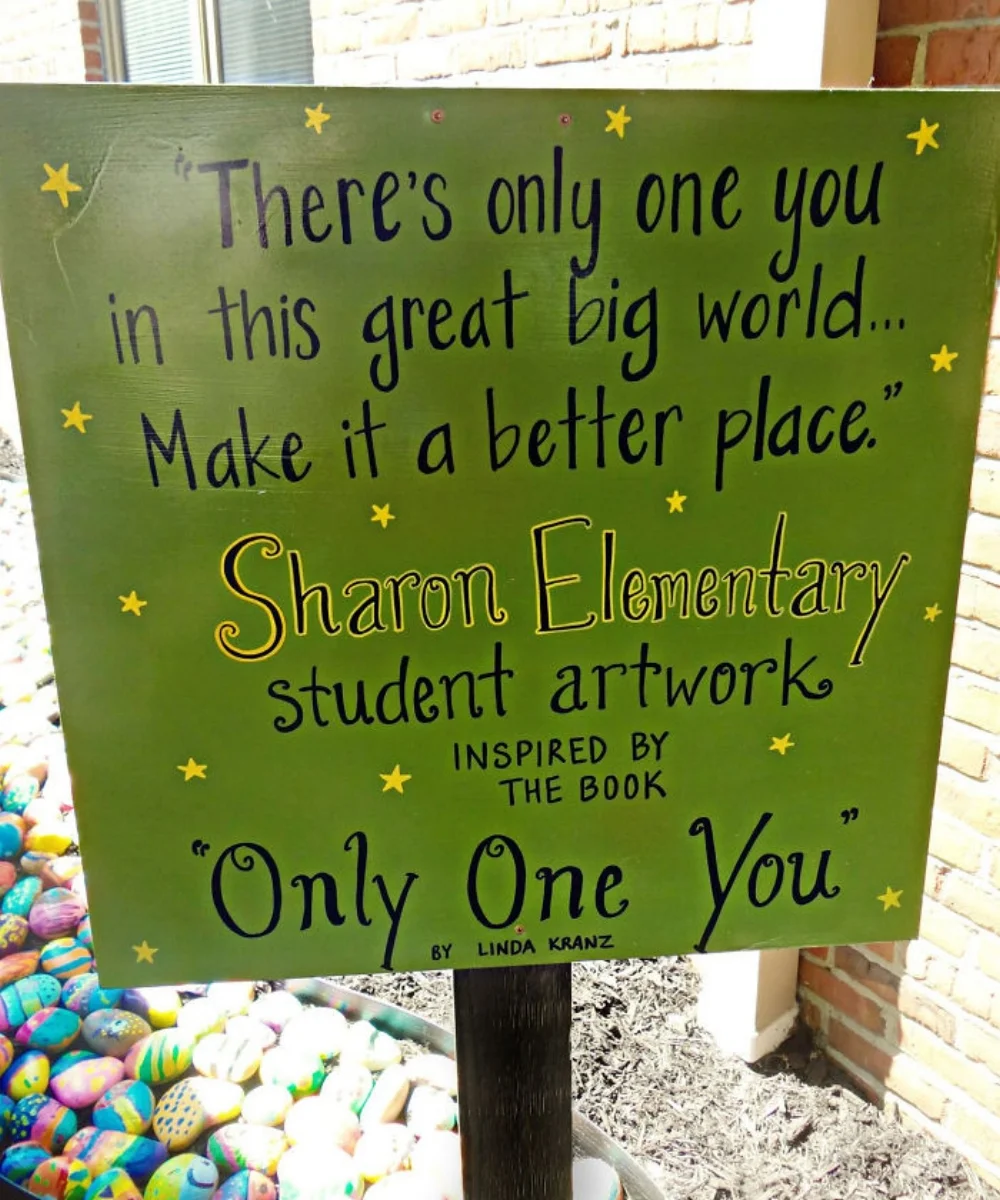 "There's only one you
in this great big world...
Make it a better place."
Sharon Elementary
student artwork
INSPIRED BY
THE BOOK
"Only One You"
BY LINDA KRANZ